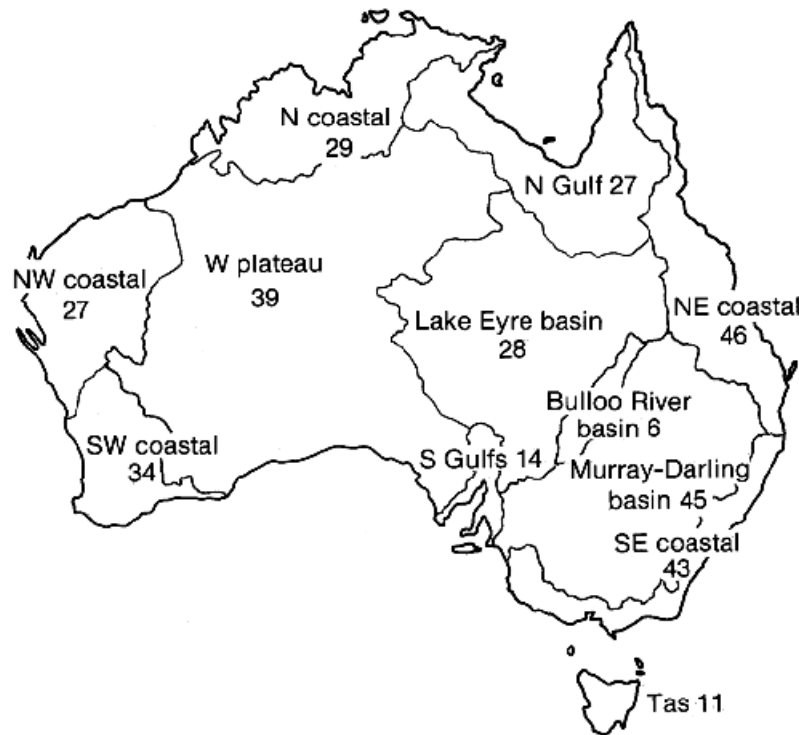 N coastal
29
N Gulf 27
NW coastal
27
W plateau
39
NE coastal
46
Lake Eyre basin
28
Bulloo River
basin 6
SW coastal
34
S Gulfs 14
Murray-Darling
basin 45
SE coastal
43
Tas 11